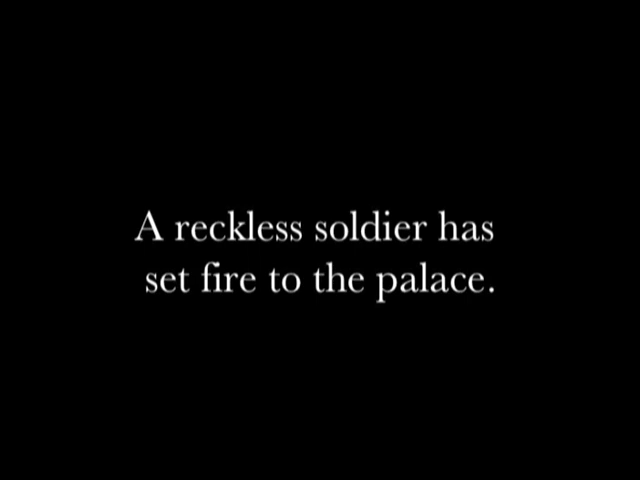 A reckless soldier has
set fire to the palace.